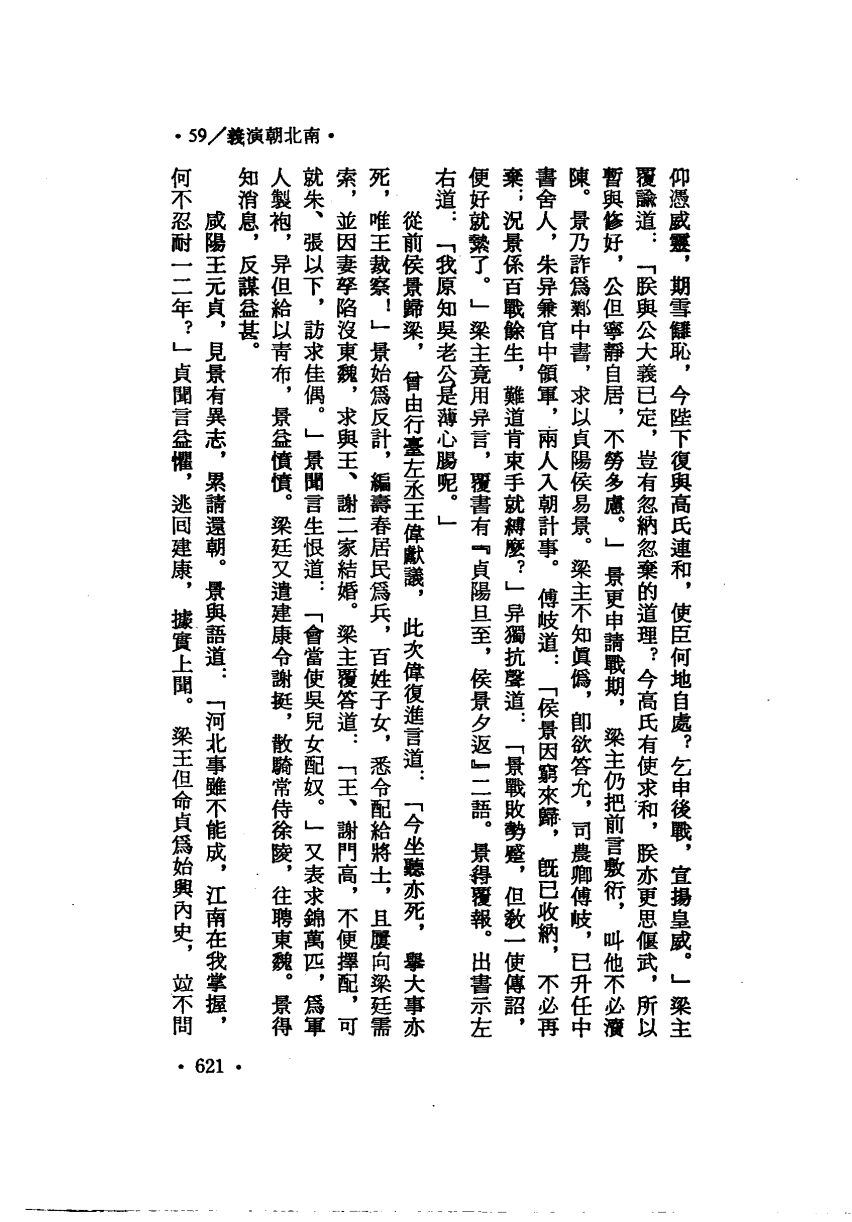 •59／南北朝演義•
仰憑威靈，期雪讎恥，今陛下復與高氏連和，使臣何地自處？乞申後戰，宣揚皇威。」梁主
覆諭道：「朕與公大義已定，豈有忽納忽棄的道理？今高氏有使求和，朕亦更思偃武，所以
暫與修好，公但寧靜自居，不勞多慮。」景更申請戰期，梁主仍把前言敷衍，叫他不必瀆
陳。景乃詐爲鄴中書，求以貞陽侯易景。梁主不知眞僞，卽欲答允，司農卿傅岐，已升任中
書舍人，朱异兼官中領軍，兩人入朝計事。傅岐道：「侯景因窮來歸，旣已收納，不必再
棄；況景係百戰餘生，難道肯束手就縛麼？」异獨抗聲道：「景戰敗勢蹙，但敎一使傳詔，
便好就縶了。」梁主竟用异言，覆書有『貞陽旦至，侯景夕返』二語。景得覆報。出書示左
右道：「我原知吳老公是薄心腸呢。」
從前侯景歸梁，曾由行臺左丞王偉獻議，此次偉復進言道：「今坐聽亦死，舉大事亦
死，唯王裁察！」景始爲反計，編壽春居民爲兵，百姓子女，悉令配給將士，且屢向梁廷需
索，並因妻孥陷沒東魏，求與王、謝二家結婚。梁主覆答道：「王、謝門高，不便擇配，可
就朱、張以下，訪求佳偶。」景聞言生恨道：「會當使吳兒女配奴。」又表求錦萬匹，爲軍
人製袍，异但給以靑布，景益憤憤。梁廷又遣建康令謝挺，散騎常侍徐陵，往聘東魏。景得
知消息，反謀益甚。
咸陽王元貞，見景有異志，累請還朝。景與語道：「河北事雖不能成，江南在我掌握，
何不忍耐一二年？」貞聞言益懼，逃回建康，據實上聞。梁王但命貞爲始興內史，竝不問
•621•